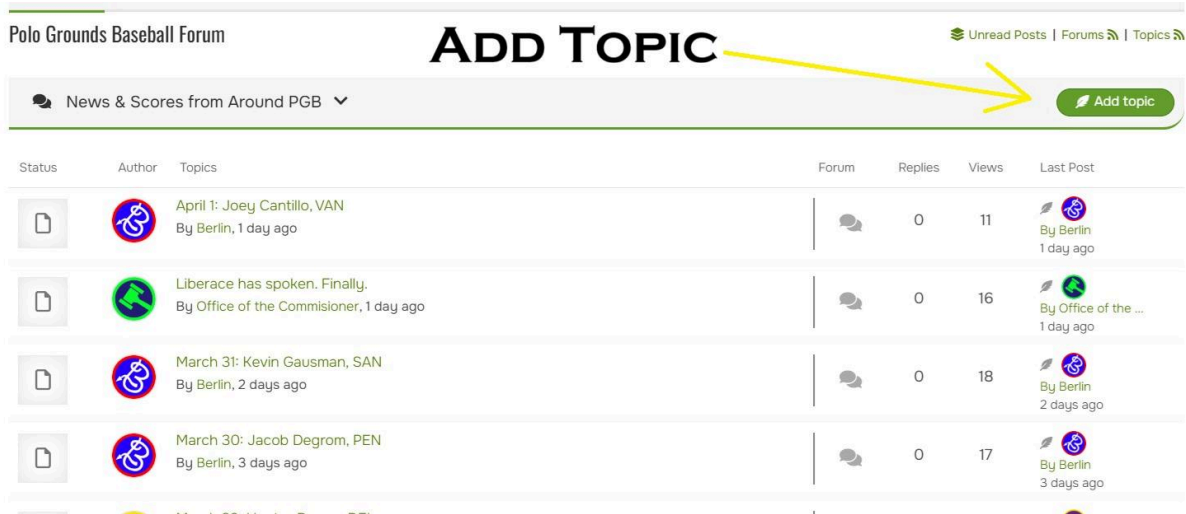 Polo Grounds Baseball Forum
ADD TOPIC
Unread Posts | Forums | Topics
News & Scores from Around PGB
Add topic
Status Author Topics Forum Replies Views Last Post
April 1: Joey Cantillo, VAN
By Berlin, 1 day ago
0 11
By Berlin
1 day ago
Liberace has spoken. Finally.
By Office of the Commisioner, 1 day ago
0 16
By Office of the ...
1 day ago
March 31: Kevin Gausman, SAN
By Berlin, 2 days ago
0 18
By Berlin
2 days ago
March 30: Jacob Degrom, PEN
By Berlin, 3 days ago
0 17
By Berlin
3 days ago